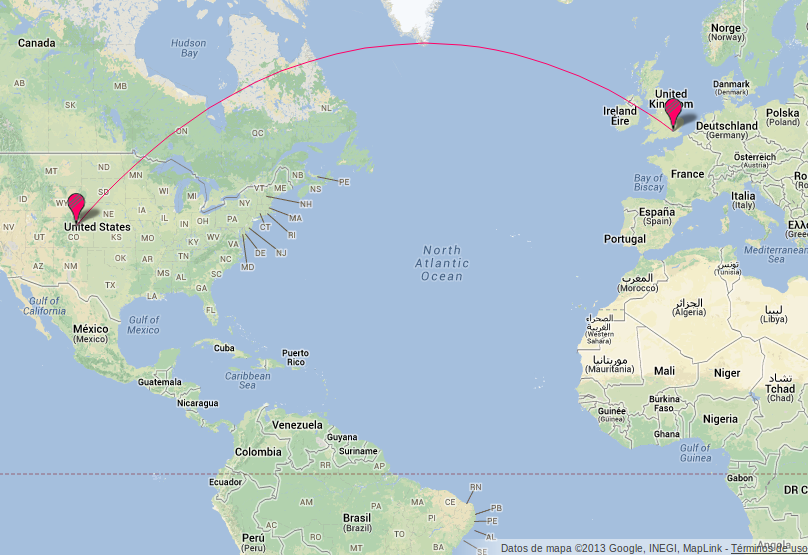 Norge
(Norway)
Canada
Hudson
Bay
AB
MB
SK
NL
ON
QC
Danmark
(Denmark)
United
Kingdom
Ireland
Éire
Polska
(Poland)
Deutschland
(Germany)
Österreich
(Austria)
France
Bay of
Biscay
Italia
(Italy)
España
(Spain)
Portugal
Mediterranean
Sea
ND
MT
SD
WY
NE
ID
MN
WI
MI
VT
NB
PE
NS
ME
NH
NY
MA
RI
CT
PA
NJ
DE
MD
United States
NV
UT
CO
KS
IA
IL
IN
OH
MO
KY
WV
VA
TN
NC
OK
AZ
NM
TX
LA
MS
AL
SC
GA
FL
North
Atlantic
Ocean
Gulf of
California
Gulf of
Mexico
México
(Mexico)
Cuba
Puerto
Rico
Caribbean
Sea
Guatemala
Nicaragua
المغرب
(Morocco)
تونس
(Tunisia)
الجزائر
(Algeria)
ليبيا
(Libya)
الصحراء
الغربية
(Western
Sahara)
موريتانيا
(Mauritania)
Mali
Niger
تشاد
Tchad
(Chad)
Burkina
Faso
Guinée
(Guinea)
Ghana
Nigeria
Gulf of
Guinea
Gabon
DR C
Angola
Venezuela
Guyana
Suriname
Colombia
RR
AP
Ecuador
AM
PA
MA
CE
RN
PB
PE
AL
SE
PI
TO
BA
AC
RO
MT
Brasil
(Brazil)
Perú
(Peru)
Datos de mapa ©2013 Google, INEGI, MapLink - Términos de uso